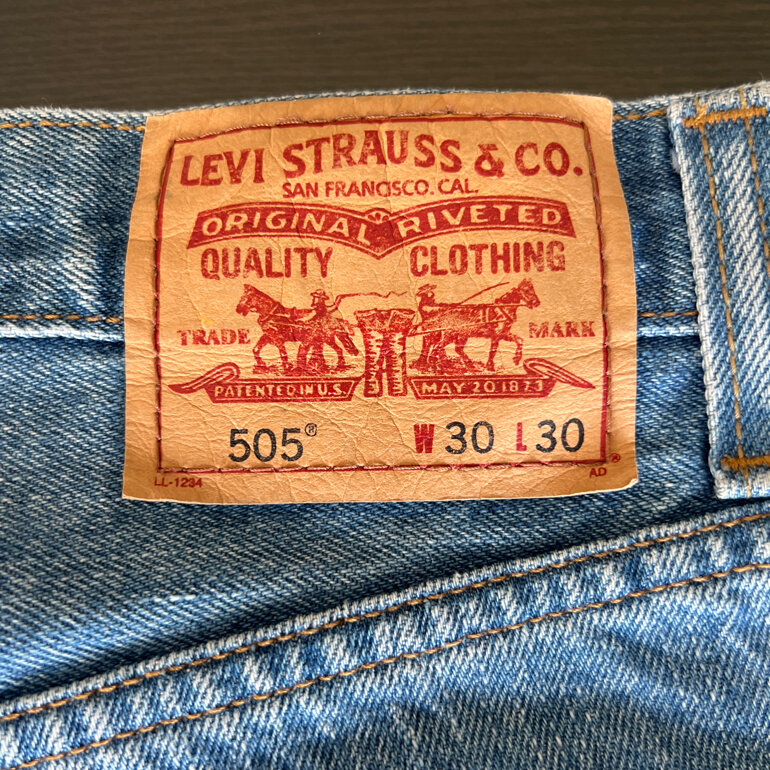 LEVI STRAUSS & CO.
SAN FRANCISCO. CAL.
ORIGINAL RIVETED
QUALITY CLOTHING
TRADE MARK
PATENTED IN U.S. MAY 20 1873
505® W 30 L 30
LL-1234 AD ®